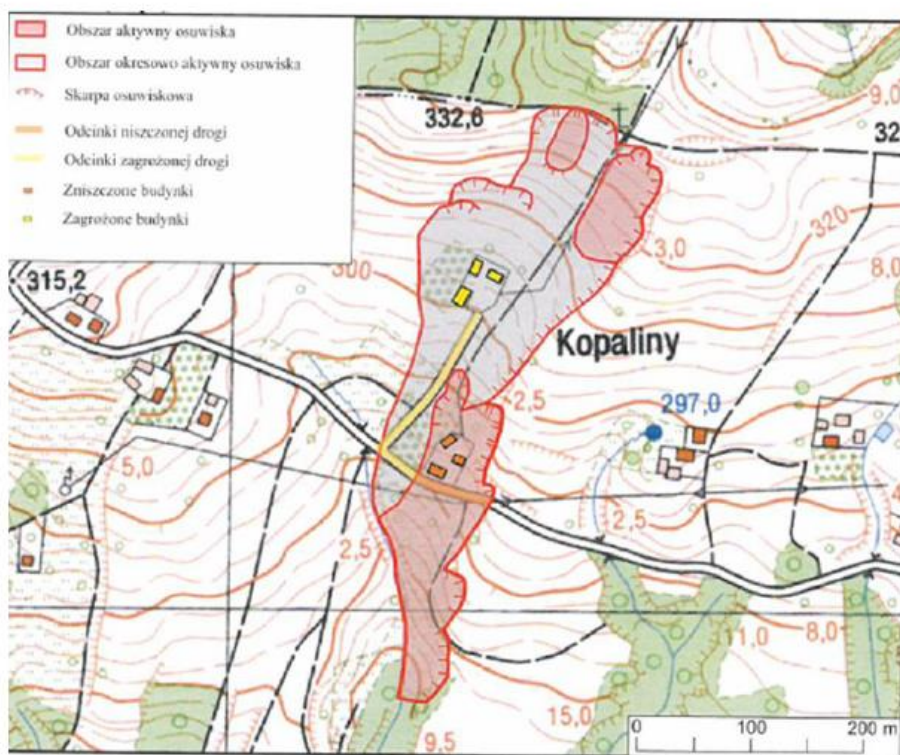 Obszar aktywny osuwiska
Obszar okresowo aktywny osuwiska
Skarpa osuwiskowa
Odcinki niszczonej drogi
Odcinki zagrożonej drogi
Zniszczone budynki
Zagrożone budynki
332,6
9,0
32
320
3,0
8,0
300
315,2
Kopaliny
2,5
297,0
5,0
4
2,5
2,5
11,0
8,0
15,0
9,5
0 100 200 m